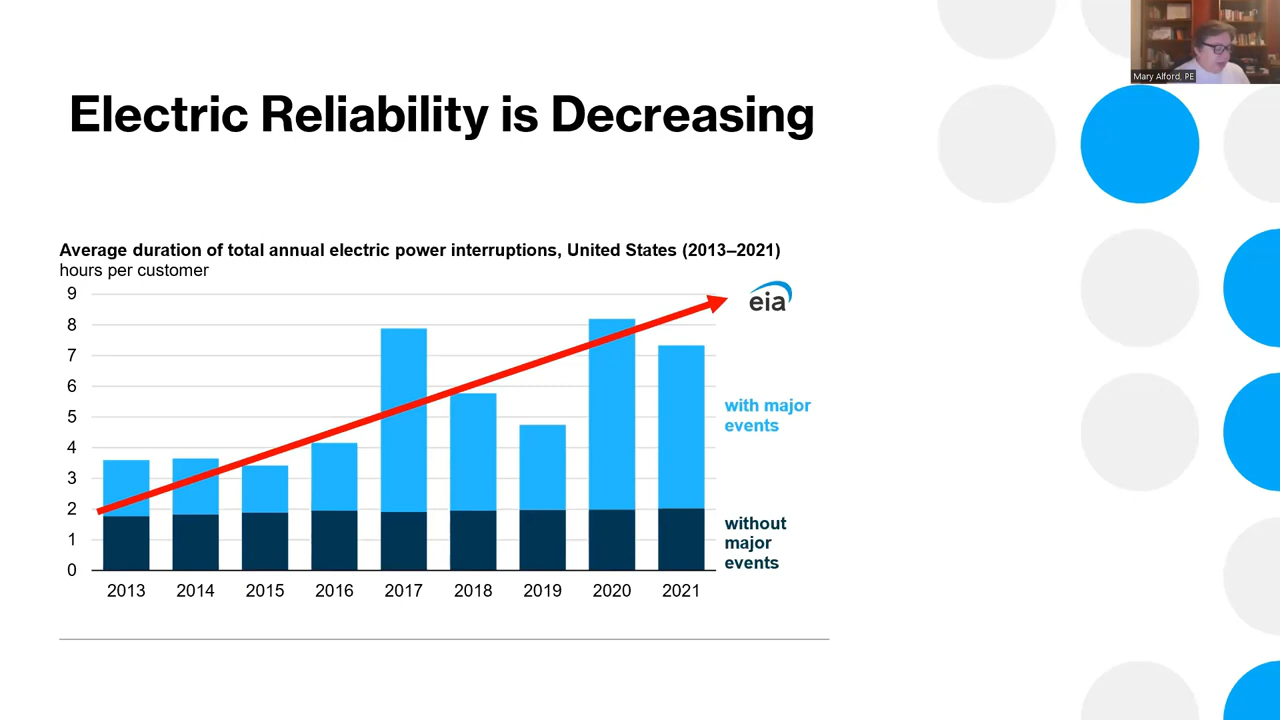 Mary Alford, PE
Electric Reliability is Decreasing
Average duration of total annual electric power interruptions, United States (2013–2021)
hours per customer
9
8
7
6
5
4
3
2
1
0
eia
with major
events
without
major
events
2013 2014 2015 2016 2017 2018 2019 2020 2021